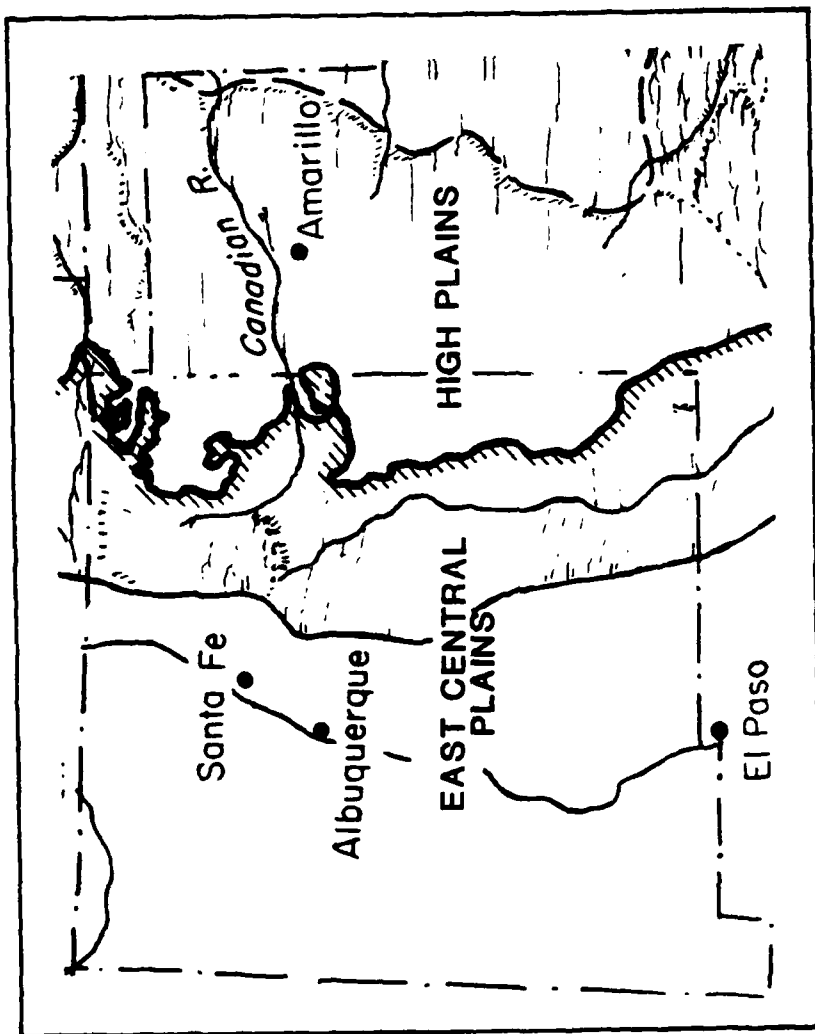 Canadian R.
Amarillo
Santa Fe
Albuquerque
HIGH PLAINS
EAST CENTRAL
PLAINS
El Paso